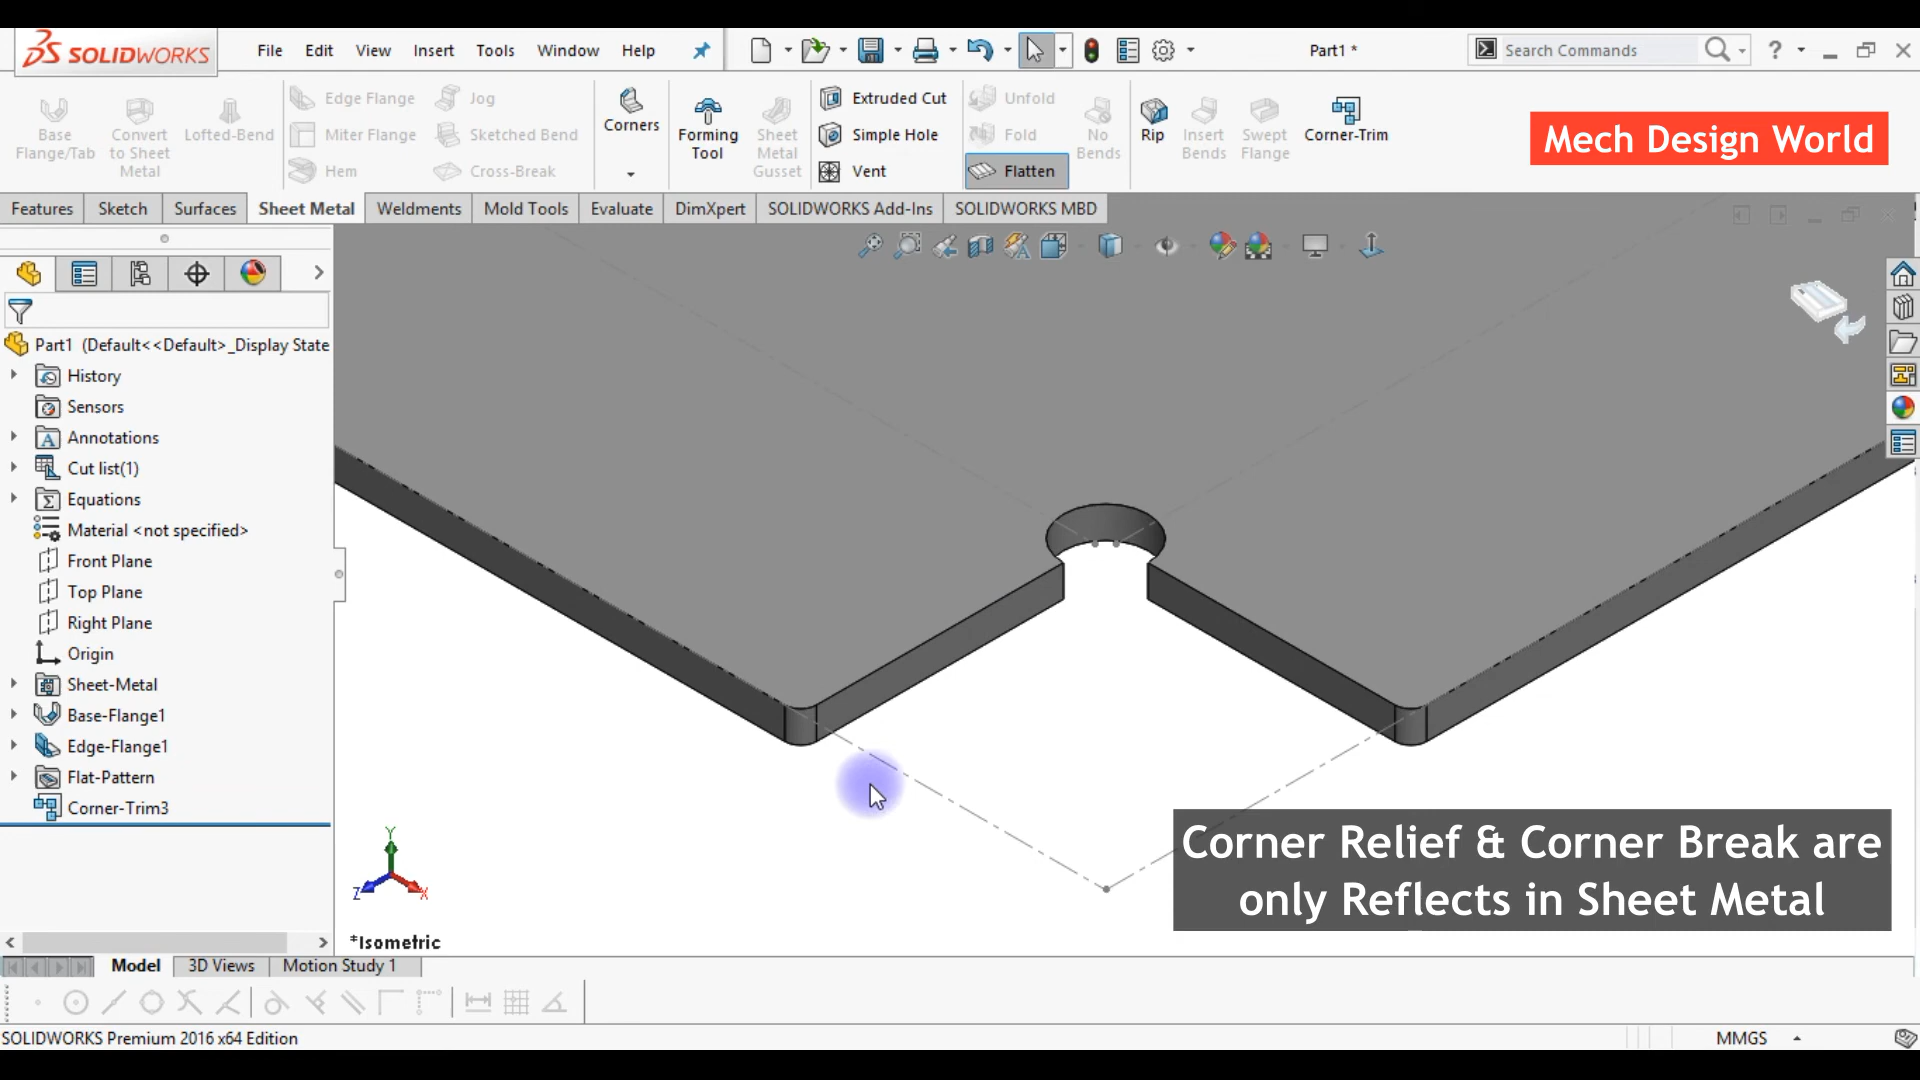 SOLIDWORKS
File Edit View Insert Tools Window Help
Part1 *
Search Commands
?
Base Flange/Tab
Convert to Sheet Metal
Lofted-Bend
Edge Flange
Miter Flange
Hem
Jog
Sketched Bend
Cross-Break
Corners
Forming Tool
Sheet Metal Gusset
Extruded Cut
Simple Hole
Vent
Unfold
Fold
Flatten
No Bends
Rip
Insert Bends
Swept Flange
Corner-Trim
Mech Design World
Features Sketch Surfaces Sheet Metal Weldments Mold Tools Evaluate DimXpert SOLIDWORKS Add-Ins SOLIDWORKS MBD
Part1 (Default<<Default>_Display State
History
Sensors
Annotations
Cut list(1)
Equations
Material <not specified>
Front Plane
Top Plane
Right Plane
Origin
Sheet-Metal
Base-Flange1
Edge-Flange1
Flat-Pattern
Corner-Trim3
Y
Z
X
*Isometric
Corner Relief & Corner Break are
only Reflects in Sheet Metal
Model 3D Views Motion Study 1
SOLIDWORKS Premium 2016 x64 Edition
MMGS